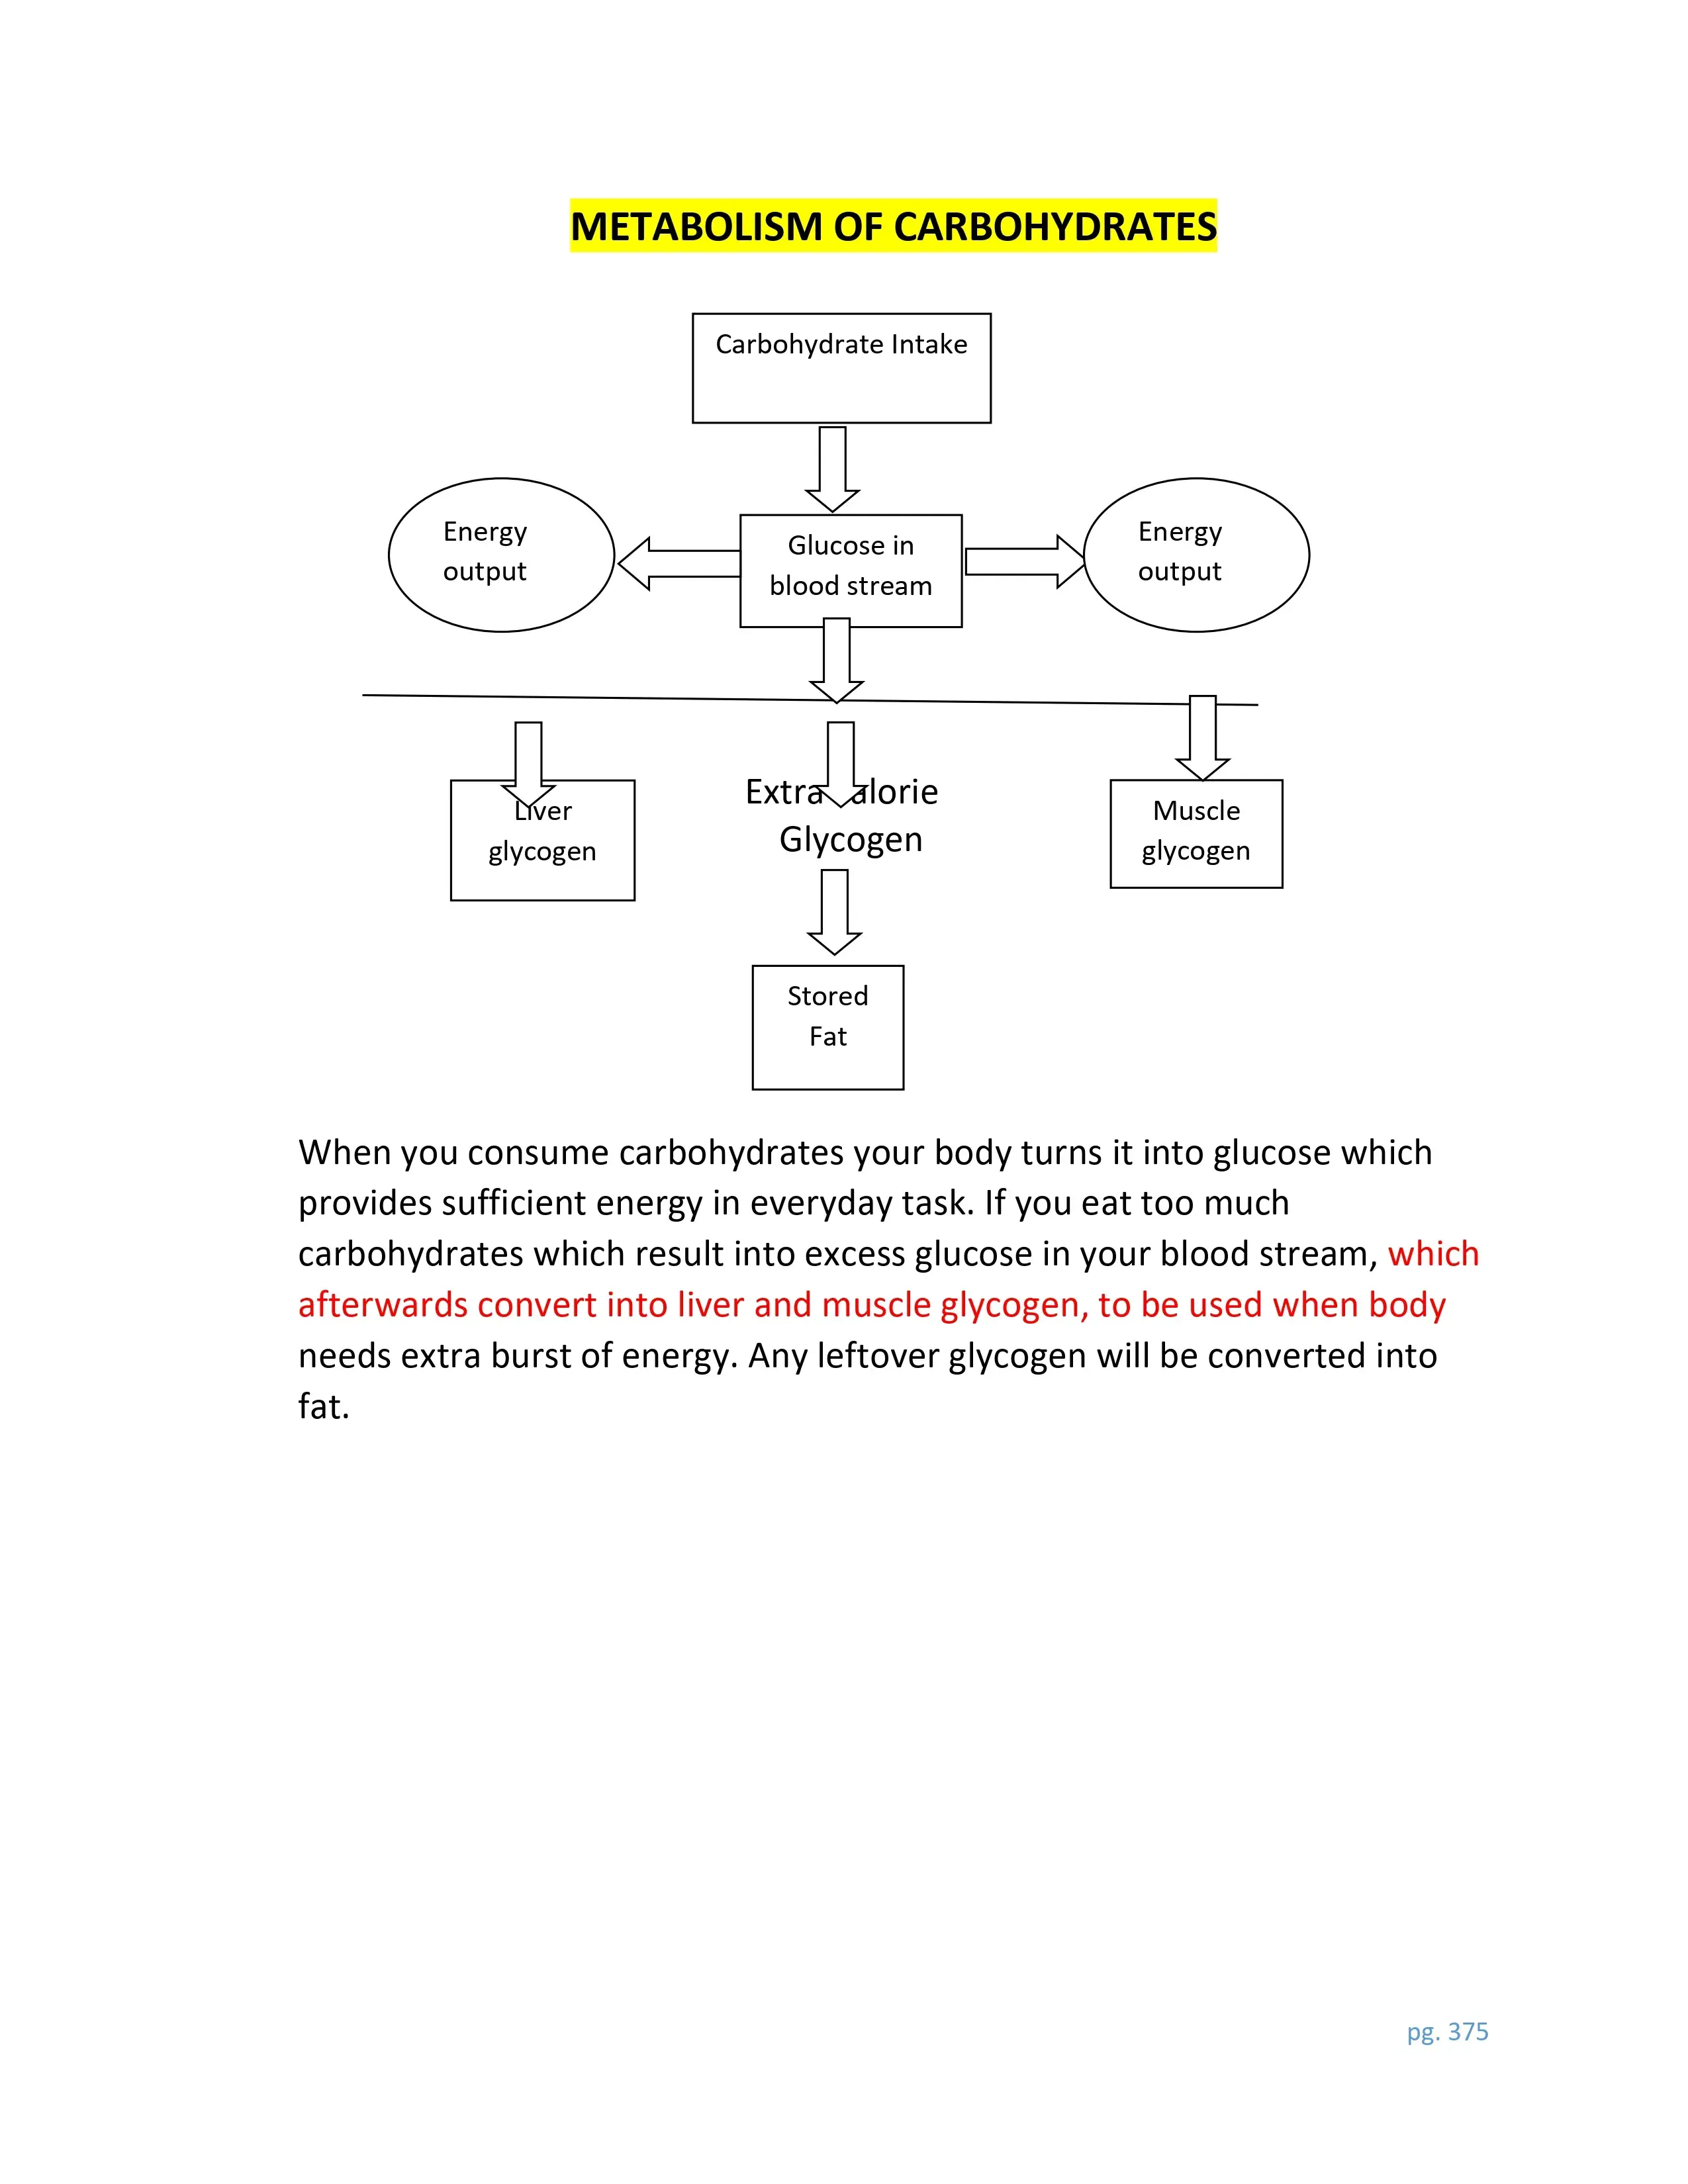 METABOLISM OF CARBOHYDRATES
Carbohydrate Intake
Energy
output
Glucose in
blood stream
Energy
output
Liver
glycogen
Extra alorie
Glycogen
Muscle
glycogen
Stored
Fat
When you consume carbohydrates your body turns it into glucose which
provides sufficient energy in everyday task. If you eat too much
carbohydrates which result into excess glucose in your blood stream, which
afterwards convert into liver and muscle glycogen, to be used when body
needs extra burst of energy. Any leftover glycogen will be converted into
fat.
pg. 375